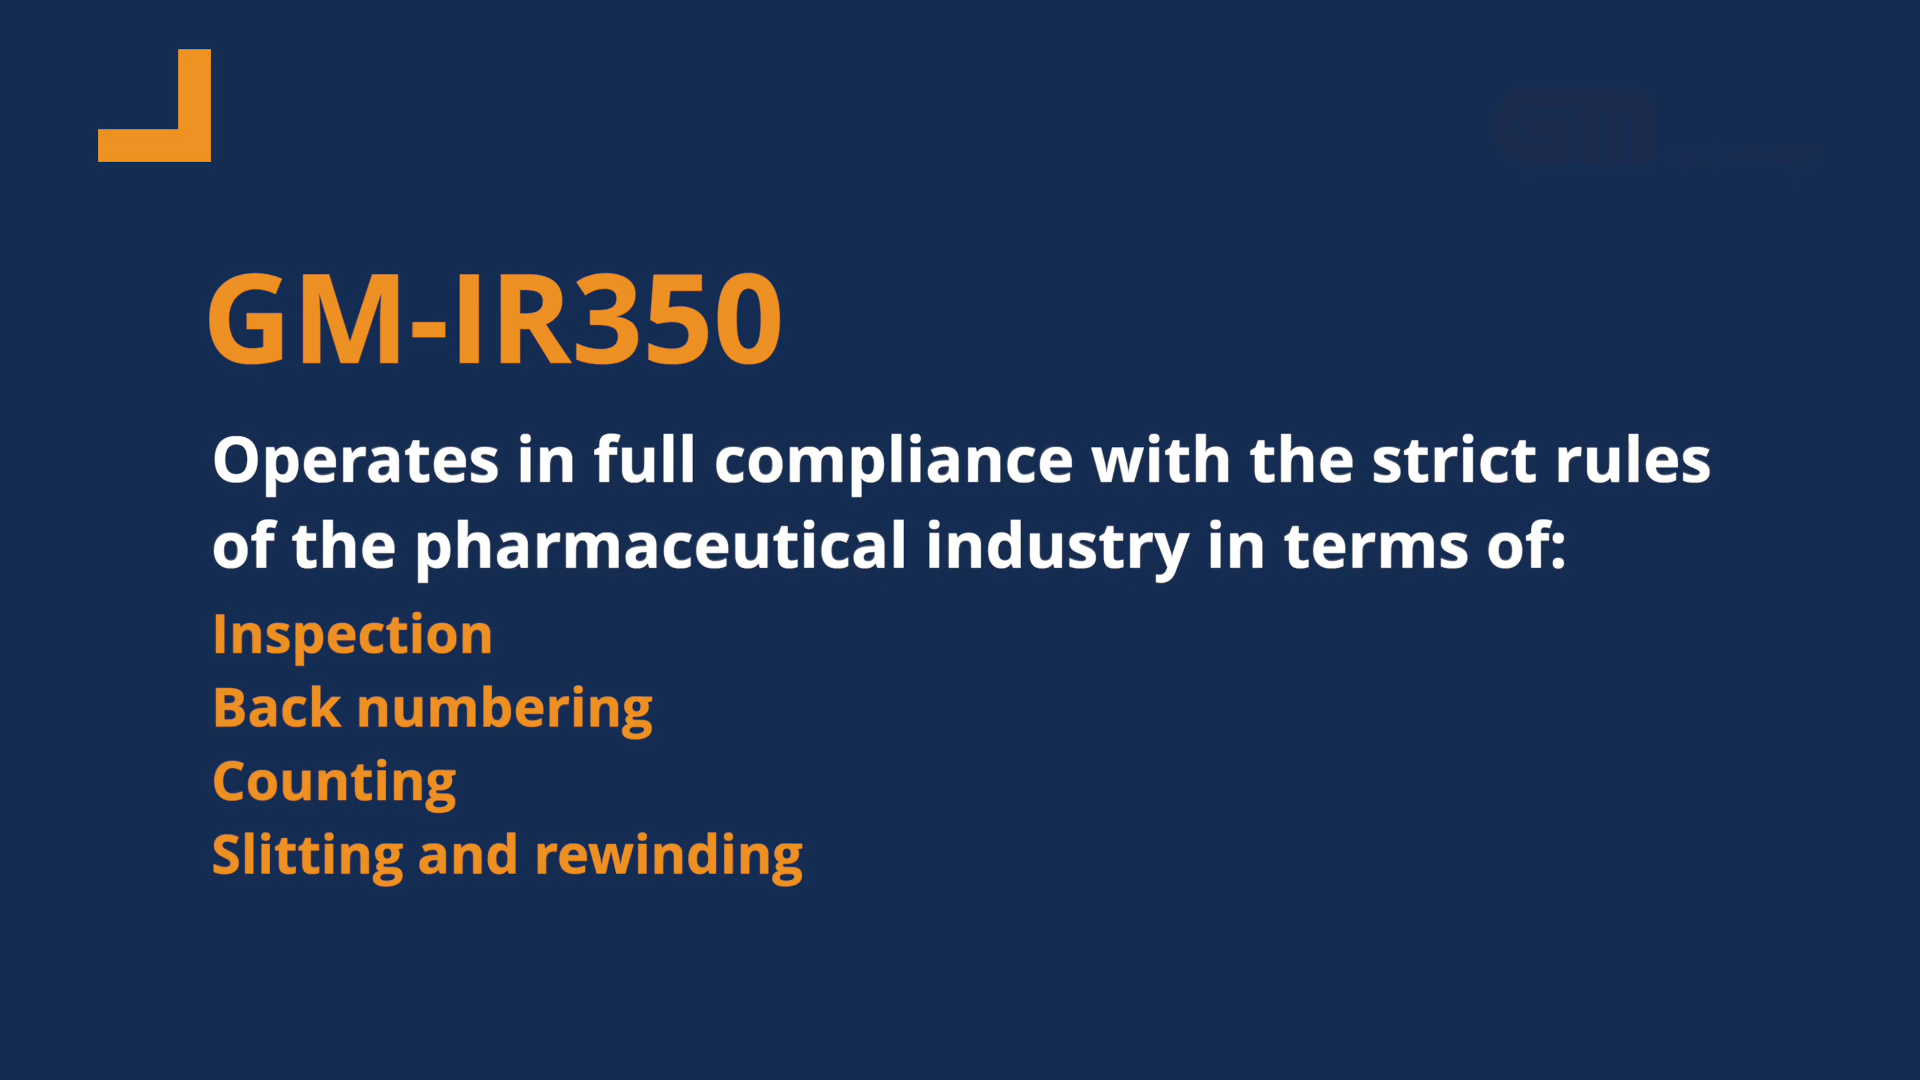 GM-IR350
Operates in full compliance with the strict rules
of the pharmaceutical industry in terms of:
Inspection
Back numbering
Counting
Slitting and rewinding